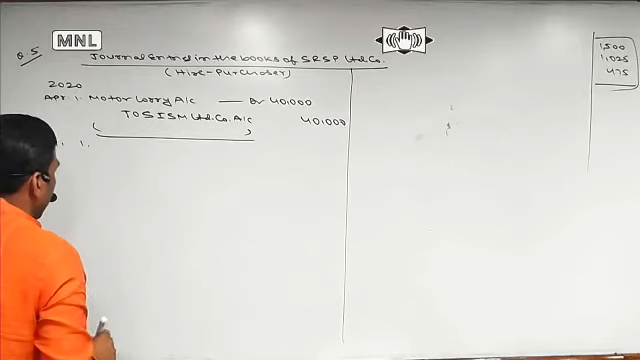 MNL
Q.5
Journal Entries in the books of SRSP Ltd. Co.
(Hire-Purchaser)
2020
Apr 1. Motor Lorry A/c — Dr 40,000
To SISM Ltd. Co. A/c 40,000
1.
1,500
1,025
475